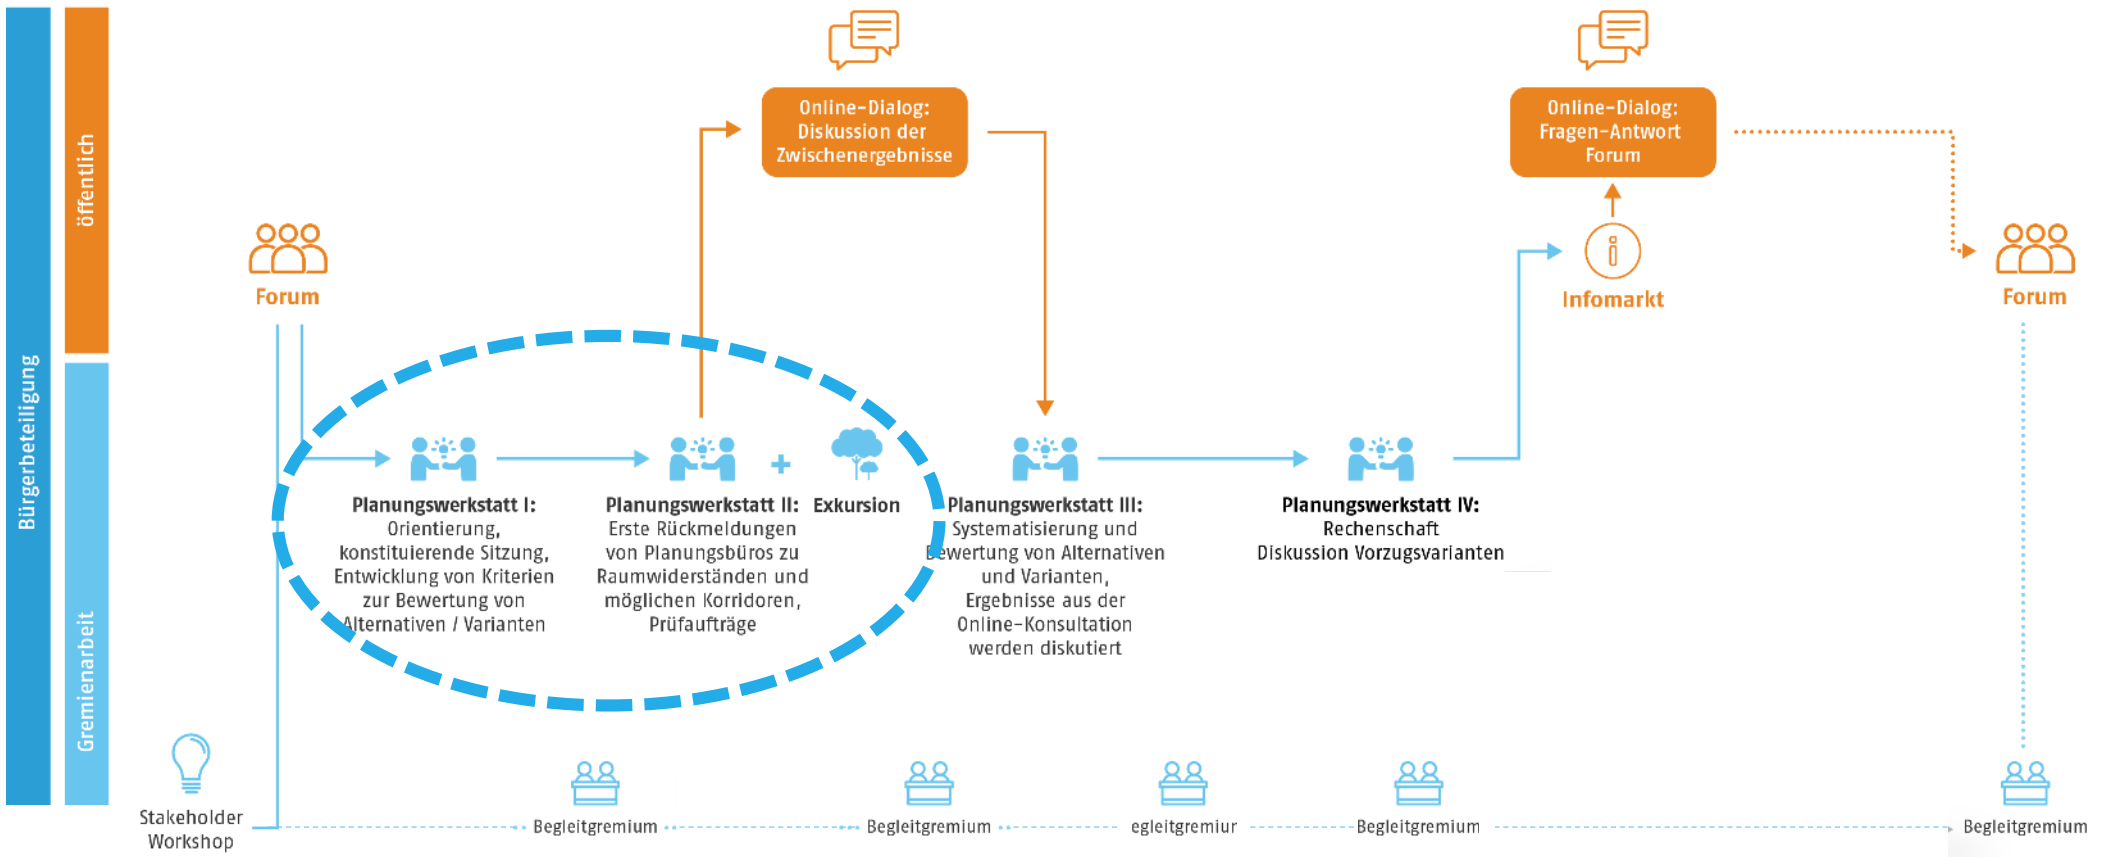 Bürgerbeteiligung
öffentlich
Gremienarbeit
Online-Dialog:
Diskussion der
Zwischenergebnisse
Online-Dialog:
Fragen-Antwort
Forum
Forum
Infomarkt
Forum
Planungswerkstatt I:
Orientierung,
konstituierende Sitzung,
Entwicklung von Kriterien
zur Bewertung von
Alternativen / Varianten
Planungswerkstatt II:
Erste Rückmeldungen
von Planungsbüros zu
Raumwiderständen und
möglichen Korridoren,
Prüfaufträge
Exkursion
Planungswerkstatt III:
Systematisierung und
Bewertung von Alternativen
und Varianten,
Ergebnisse aus der
Online-Konsultation
werden diskutiert
Planungswerkstatt IV:
Rechenschaft
Diskussion Vorzugsvarianten
Stakeholder
Workshop
Begleitgremium
Begleitgremium
egleitgremiur
Begleitgremium
Begleitgremium